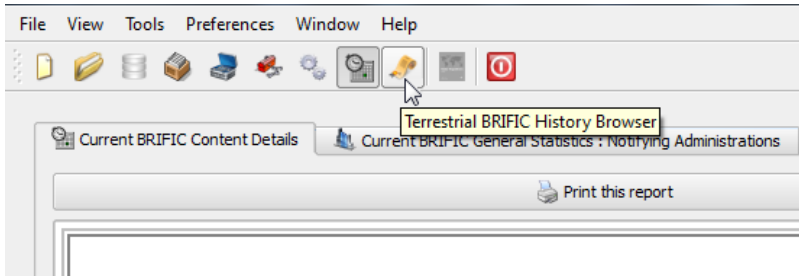 File View Tools Preferences Window Help
Terrestrial BRIFIC History Browser
Current BRIFIC Content Details Current BRIFIC General Statistics : Notifying Administrations
Print this report